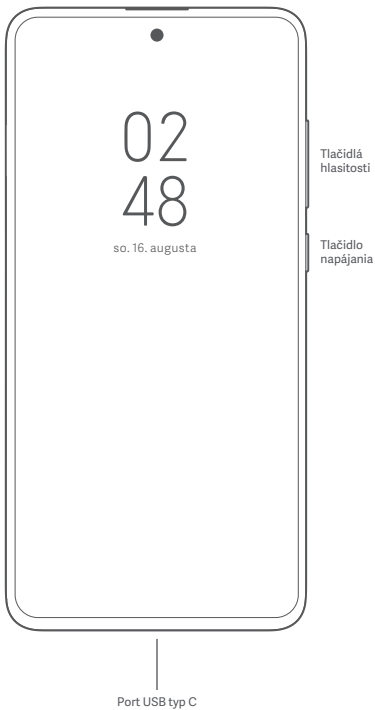 02
48
so. 16. augusta
Tlačidlá
hlasitosti
Tlačidlo
napájania
Port USB typ C